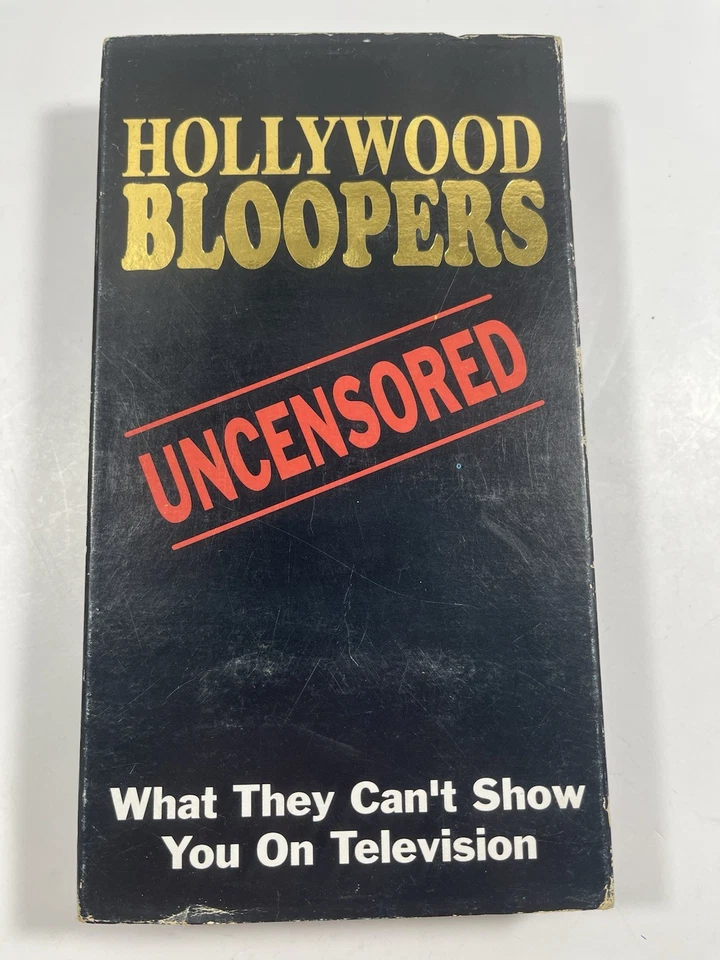 HOLLYWOOD
BLOOPERS
UNCENSORED
What They Can't Show
You On Television